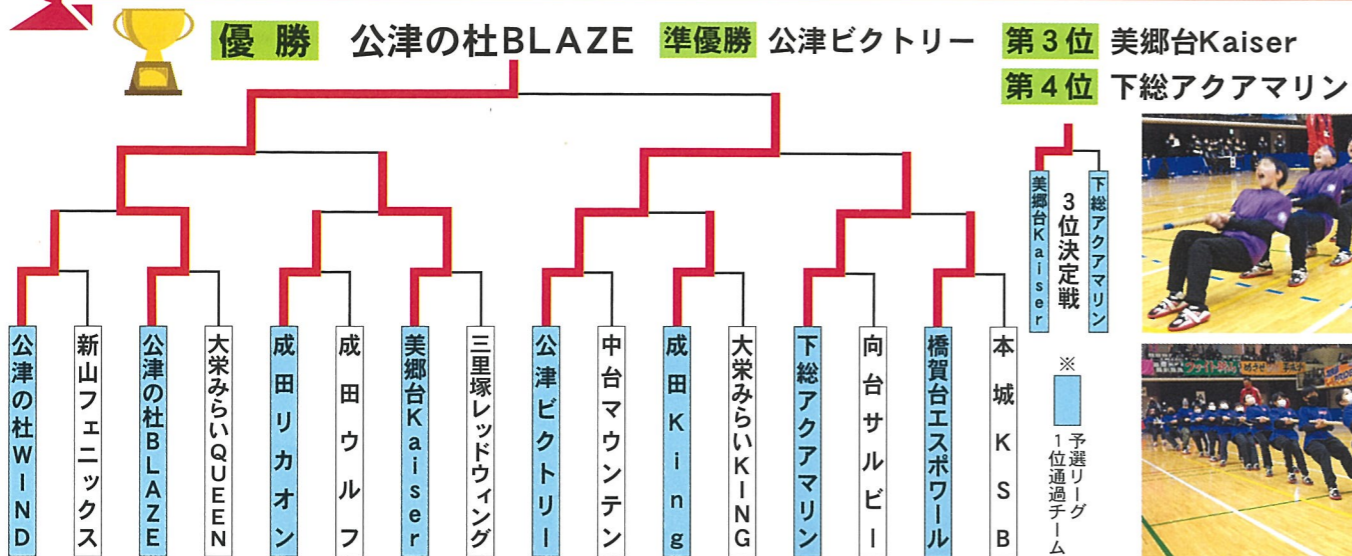 優勝 公津の杜BLAZE 準優勝 公津ビクトリー 第3位 美郷台Kaiser
第4位 下総アクアマリン
美郷台Kaiser
3位決定戦
下総アクアマリン
公津の杜WIND
新山フェニックス
公津の杜BLAZE
大栄みらいQUEEN
成田リカオン
成田ウルフ
美郷台Kaiser
三里塚レッドウィング
公津ビクトリー
中台マウンテン
成田King
大栄みらいKING
下総アクアマリン
向台サルビー
橋賀台エスポワール
本城KSB
※
予選リーグ
1位通過チーム